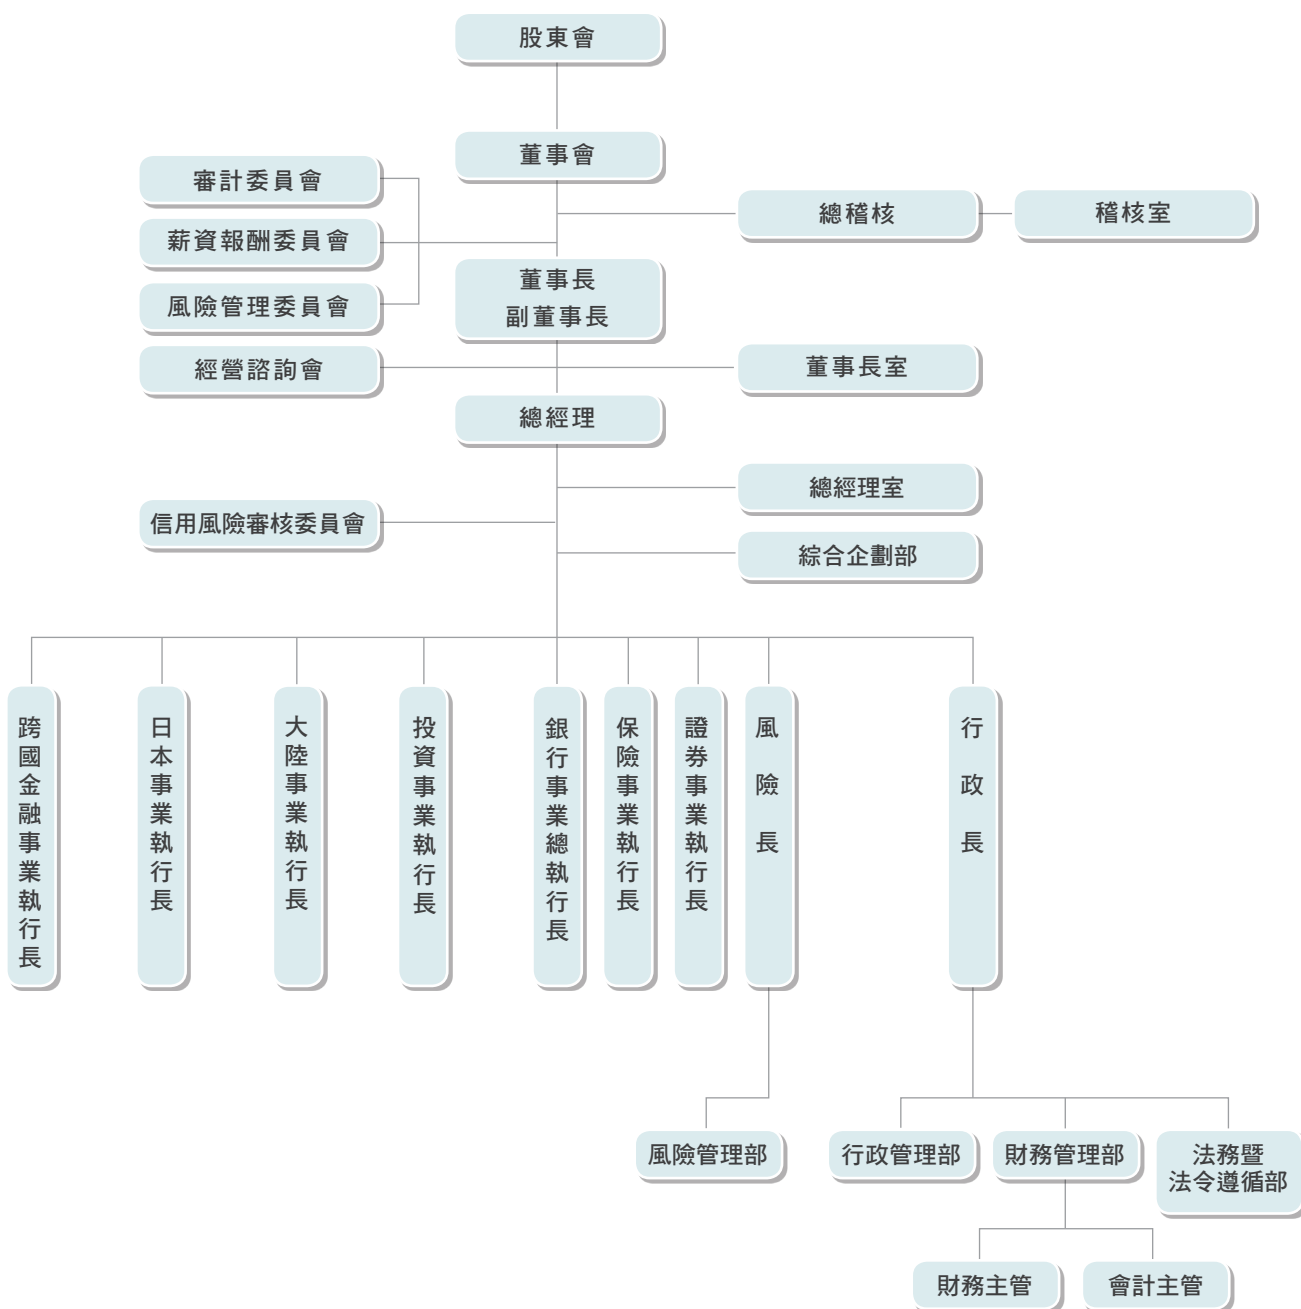 股東會
董事會
審計委員會
薪資報酬委員會
風險管理委員會
總稽核
稽核室
董事長
副董事長
經營諮詢會
董事長室
總經理
總經理室
信用風險審核委員會
綜合企劃部
跨國金融事業執行長
日本事業執行長
大陸事業執行長
投資事業執行長
銀行事業總執行長
保險事業執行長
證券事業執行長
風險長
行政長
風險管理部
行政管理部
財務管理部
法務暨
法令遵循部
財務主管
會計主管